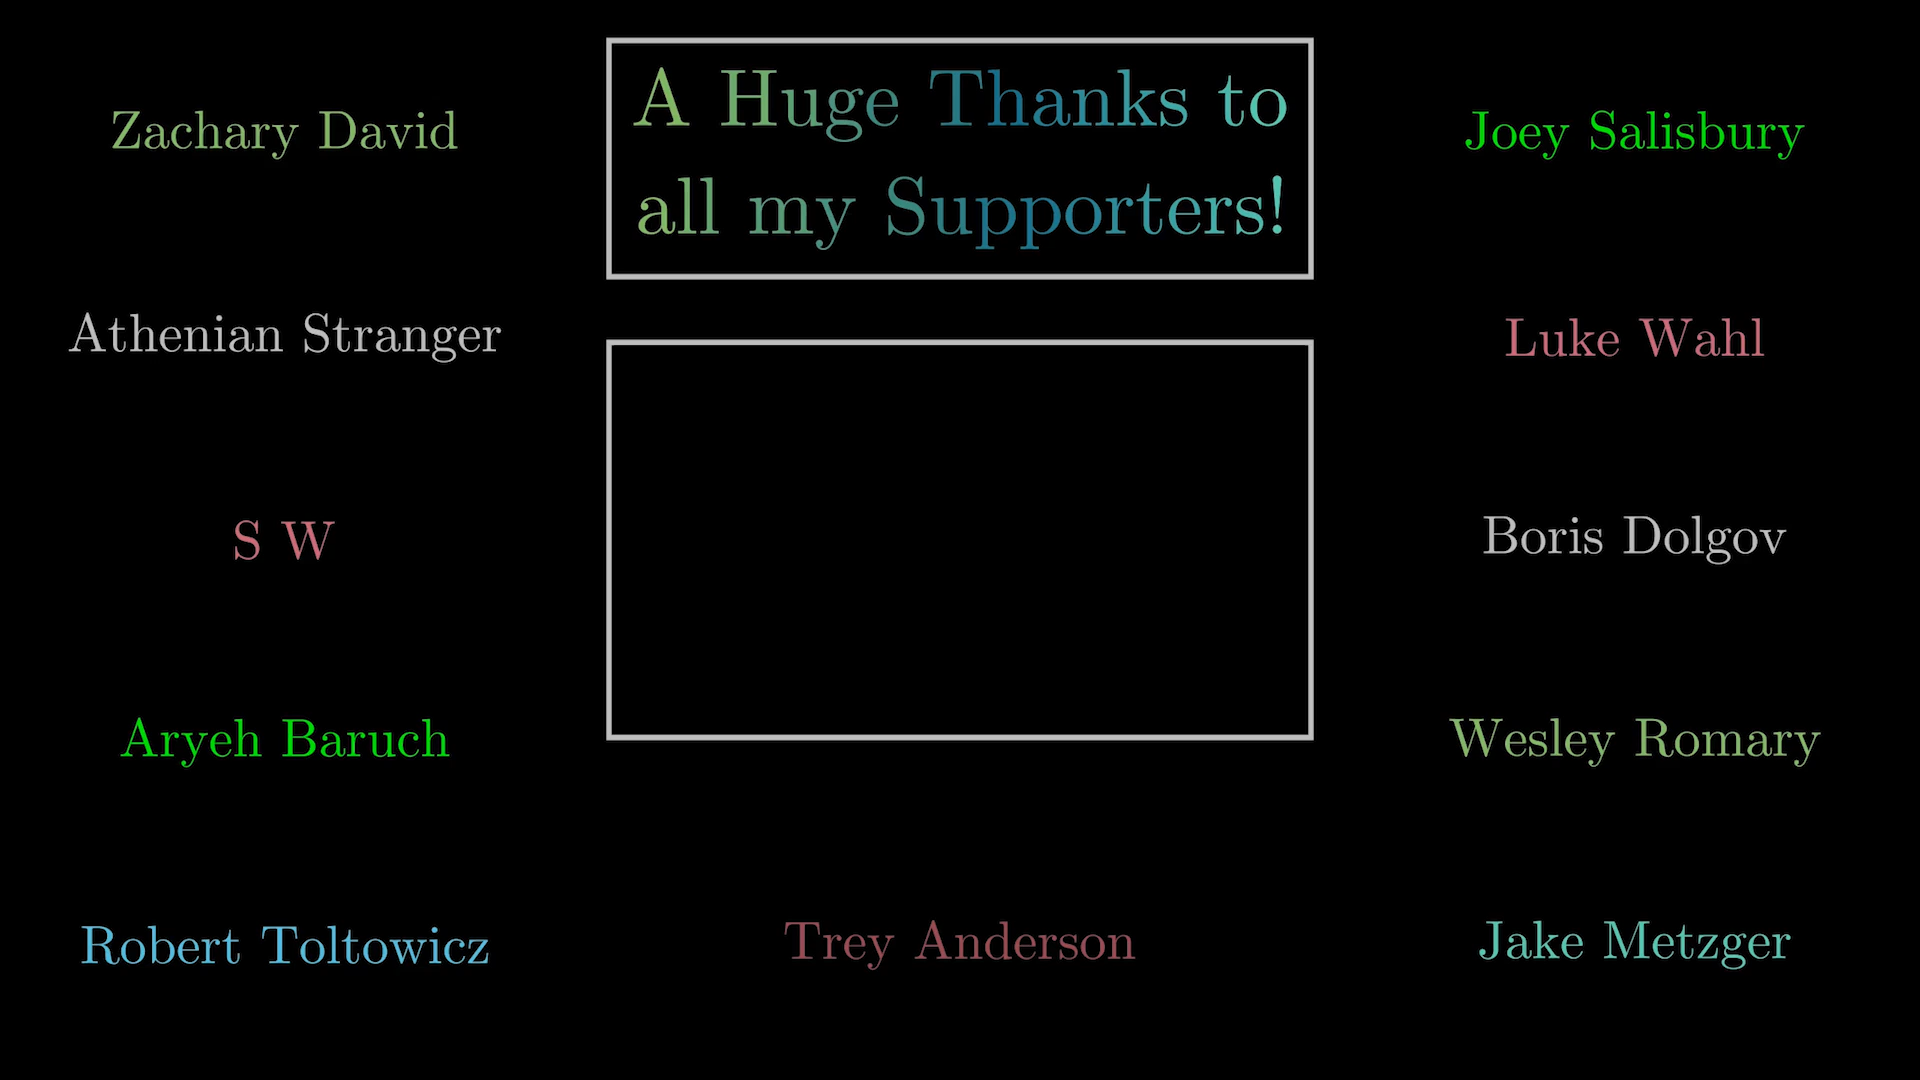 A Huge Thanks to
all my Supporters!
Zachary David
Joey Salisbury
Athenian Stranger
Luke Wahl
S W
Boris Dolgov
Aryeh Baruch
Wesley Romary
Robert Toltowicz
Trey Anderson
Jake Metzger